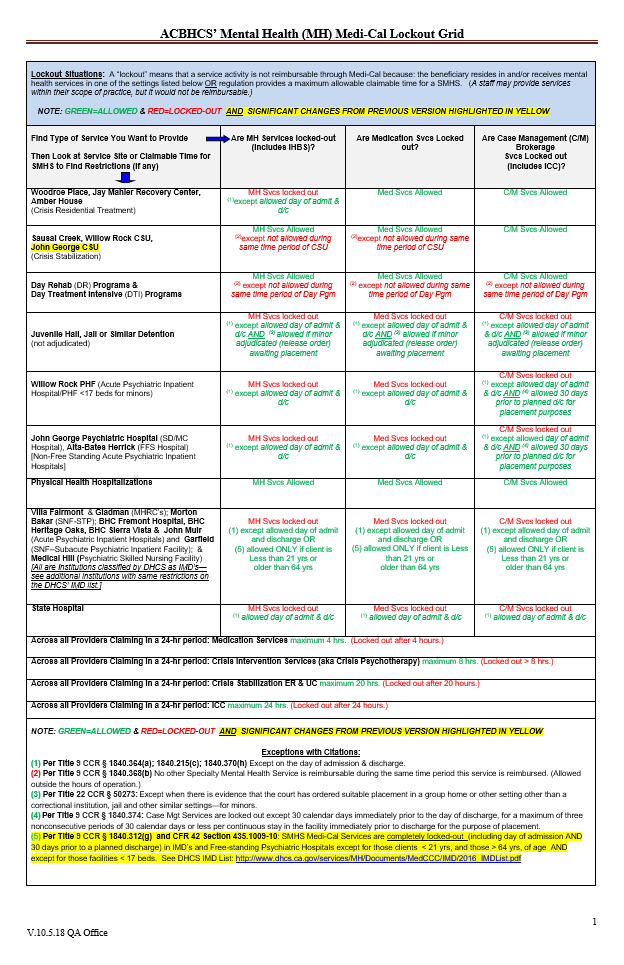 ACBHCS’ Mental Health (MH) Medi-Cal Lockout Grid
Lockout Situations: A “lockout” means that a service activity is not reimbursable through Medi-Cal because: the beneficiary resides in and/or receives mental
health services in one of the settings listed below OR regulation provides a maximum allowable claimable time for a SMHS. (A staff may provide services
within their scope of practice, but it would not be reimbursable.)
NOTE: GREEN=ALLOWED & RED=LOCKED-OUT AND SIGNIFICANT CHANGES FROM PREVIOUS VERSION HIGHLIGHTED IN YELLOW
Find Type of Service You Want to Provide
Then Look at Service Site or Claimable Time for
SMHS to Find Restrictions (if any)
Are MH Services locked-out
(includes IHBS)?
Are Medication Svcs Locked
out?
Are Case Management (C/M)
Brokerage
Svcs Locked out
(includes ICC)?
Woodroe Place, Jay Mahler Recovery Center,
Amber House
(Crisis Residential Treatment)
MH Svcs locked out
(1)except allowed day of admit &
d/c
Med Svcs Allowed
C/M Svcs Allowed
Sausal Creek, Willow Rock CSU,
John George CSU
(Crisis Stabilization)
MH Svcs Allowed
(2)except not allowed during same
time period of CSU
Med Svcs Allowed
(2)except not allowed during same
time period of CSU
C/M Svcs Allowed
Day Rehab (DR) Programs &
Day Treatment Intensive (DTI) Programs
MH Svcs Allowed
(2) except not allowed during
same time period of Day Pgm
Med Svcs Allowed
(2) except not allowed during same
time period of Day Pgm
C/M Svcs Allowed
(2) except not allowed during
same time period of Day Pgm
Juvenile Hall, Jail or Similar Detention
(not adjudicated)
MH Svcs locked out
(1) except allowed day of admit &
d/c AND (3) allowed if minor
adjudicated (release order)
awaiting placement
Med Svcs locked out
(1) except allowed day of admit &
d/c AND (3) allowed if minor
adjudicated (release order)
awaiting placement
C/M Svcs locked out
(1) except allowed day of admit
& d/c AND (3) allowed if minor
adjudicated (release order)
awaiting placement
Willow Rock PHF (Acute Psychiatric Inpatient
Hospital/PHF <17 beds for minors)
MH Svcs locked out
(1) except allowed day of admit &
d/c
Med Svcs locked out
(1) except allowed day of admit &
d/c
C/M Svcs locked out
(1) except allowed day of admit
& d/c AND (4) allowed 30 days
prior to planned d/c for
placement purposes
John George Psychiatric Hospital (SD/MC
Hospital), Alta-Bates Herrick (FFS Hospital)
[Non-Free Standing Acute Psychiatric Inpatient
Hospitals]
MH Svcs locked out
(1) except allowed day of admit &
d/c
Med Svcs locked out
(1) except allowed day of admit &
d/c
C/M Svcs locked out
(1) except allowed day of admit
& d/c AND (4) allowed 30 days
prior to planned d/c for
placement purposes
Physical Health Hospitalizations
MH Svcs Allowed
Med Svcs Allowed
C/M Svcs Allowed
Villa Fairmont & Gladman (MHRC’s); Morton
Bakar (SNF-STP); BHC Fremont Hospital, BHC
Heritage Oaks, BHC Sierra Vista & John Muir
(Acute Inpatient Hospitals) and Garfield
(SNF–Subacute Psychiatric Inpatient Facility); &
Medical Hill (Psychiatric Skilled Nursing Facility)
[All are Institutions classified by DHCS as IMD’s—
see additional institutions with same restrictions on
the DHCS’ IMD list.]
MH Svcs locked out
(1) except allowed day of admit
and discharge OR
(5) allowed ONLY if client is Less
than 21 yrs or
older than 64 yrs
Med Svcs locked out
(1) except allowed day of admit
and discharge OR
(5) allowed ONLY if client is Less
than 21 yrs or
older than 64 yrs
C/M Svcs locked out
(1) except allowed day of admit
and discharge OR
(5) allowed ONLY if client is
Less than 21 yrs or
older than 64 yrs
State Hospital
MH Svcs locked out
(1) allowed day of admit & d/c
Med Svcs locked out
(1) allowed day of admit & d/c
C/M Svcs locked out
(1) allowed day of admit & d/c
Across all Providers Claiming in a 24-hr period: Medication Services maximum 4 hrs. (Locked out after 4 hours.)
Across all Providers Claiming in a 24-hr period: Crisis Intervention Services (aka Crisis Psychotherapy) maximum 8 hrs. (Locked out > 8 hrs.)
Across all Providers Claiming in a 24-hr period: Crisis Stabilization ER & UC maximum 20 hrs. (Locked out after 20 hours.)
Across all Providers Claiming in a 24-hr period: ICC maximum 24 hrs. (Locked out after 24 hours.)
NOTE: GREEN=ALLOWED & RED=LOCKED-OUT AND SIGNIFICANT CHANGES FROM PREVIOUS VERSION HIGHLIGHTED IN YELLOW
Exceptions with Citations:
(1) Per Title 9 CCR § 1840.364(a); 1840.215(c); 1840.370(h) Except on the day of admission & discharge.
(2) Per Title 9 CCR § 1840.368(b) No other Specialty Mental Health Service is reimbursable during the same time period this service is reimbursed. (Allowed
outside the hours of operation.)
(3) Per Title 22 CCR § 50273: Except when there is evidence that the court has ordered suitable placement in a group home or other setting other than a
correctional institution, jail and other similar settings—for minors.
(4) Per Title 9 CCR § 1840.374: Case Mgt Services are locked out except 30 calendar days immediately prior to the day of discharge, for a maximum of three
nonconsecutive periods of 30 calendar days or less per continuous stay in the facility immediately prior to discharge for the purpose of placement.
(5) Per Title 9 CCR § 1840.312(g) and CFR 42 Section 435.1009-10: SMHS Medi-Cal Services are completely locked-out (including day of admission AND
30 days prior to a planned discharge) in IMD’s and Free-standing Psychiatric Hospitals except for those clients < 21 yrs, and those > 64 yrs, of age AND
except for those facilities < 17 beds. See DHCS IMD List: http://www.dhcs.ca.gov/services/MH/Documents/MedCCC/IMD/2016_IMDList.pdf
1
V.10.5.18 QA Office